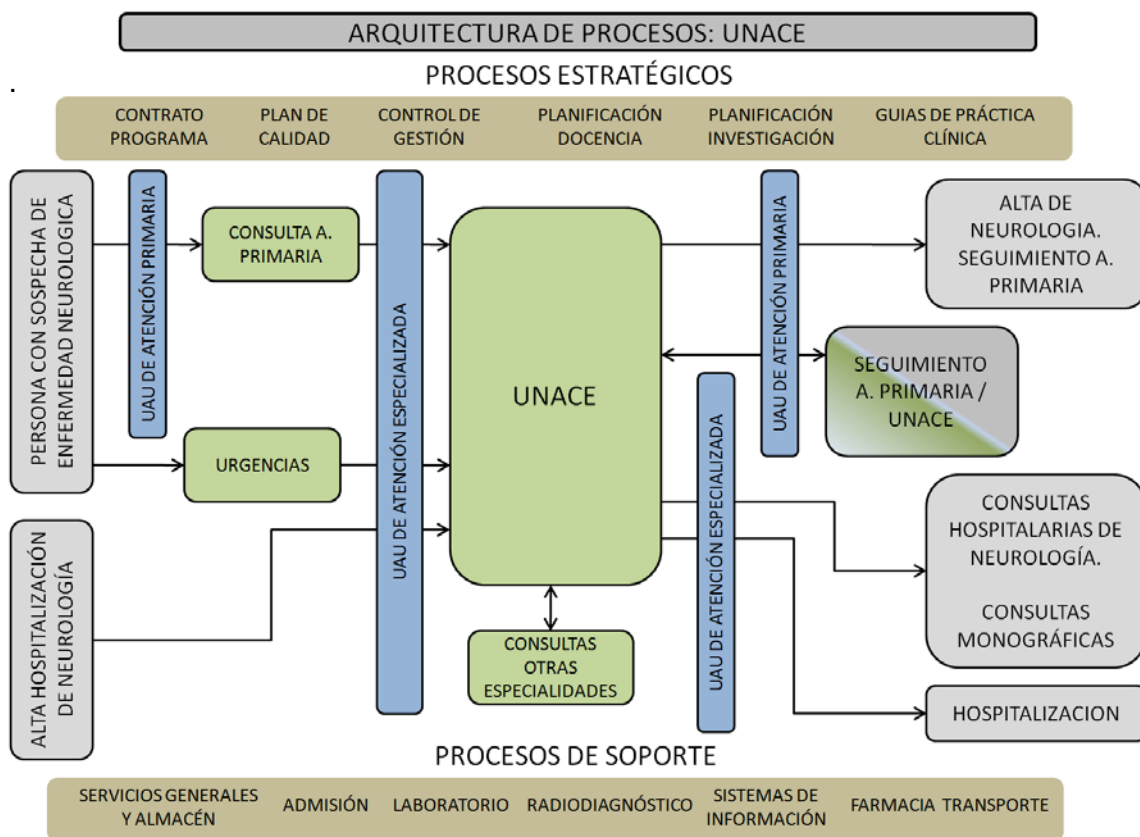 ARQUITECTURA DE PROCESOS: UNACE
PROCESOS ESTRATÉGICOS
.
CONTRATO
PROGRAMA
PLAN DE
CALIDAD
CONTROL DE
GESTIÓN
PLANIFICACIÓN
DOCENCIA
PLANIFICACIÓN
INVESTIGACIÓN
GUIAS DE PRÁCTICA
CLÍNICA
PERSONA CON SOSPECHA DE
ENFERMEDAD NEUROLOGICA
UAU DE ATENCIÓN PRIMARIA
CONSULTA A.
PRIMARIA
URGENCIAS
UAU DE ATENCIÓN ESPECIALIZADA
UNACE
UAU DE ATENCIÓN PRIMARIA
ALTA DE
NEUROLOGIA.
SEGUIMIENTO A.
PRIMARIA
SEGUIMIENTO
A. PRIMARIA /
UNACE
UAU DE ATENCIÓN ESPECIALIZADA
ALTA HOSPITALIZACIÓN
DE NEUROLOGÍA
CONSULTAS
OTRAS
ESPECIALIDADES
CONSULTAS
HOSPITALARIAS DE
NEUROLOGÍA.
CONSULTAS
MONOGRÁFICAS
HOSPITALIZACION
PROCESOS DE SOPORTE
SERVICIOS GENERALES
Y ALMACÉN
ADMISIÓN
LABORATORIO
RADIODIAGNÓSTICO
SISTEMAS DE
INFORMACIÓN
FARMACIA TRANSPORTE